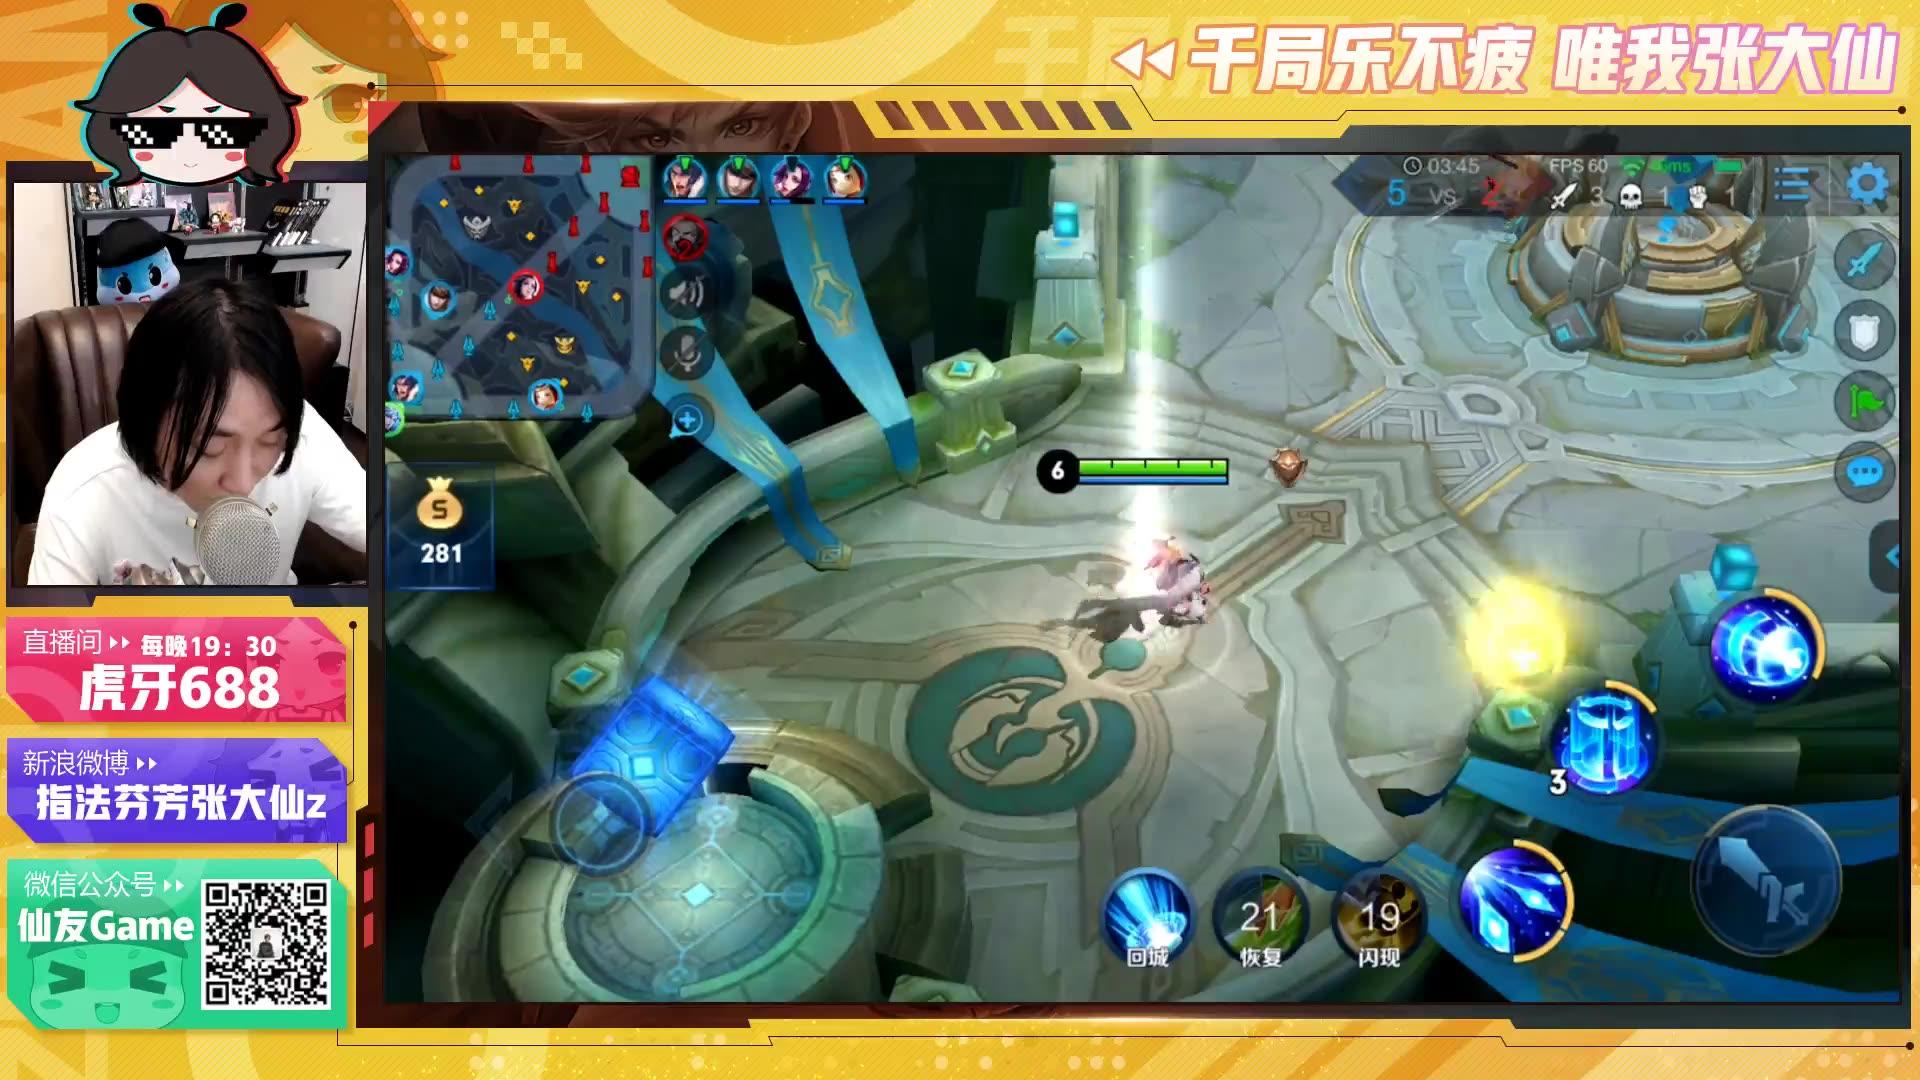 千局乐不疲 唯我张大仙
03:45
FPS 60
5 VS 2
3
1
1
6
S
281
3
21
19
回城
恢复
闪现
直播间
每晚19：30
虎牙688
新浪微博
指法芬芳张大仙z
微信公众号
仙友Game